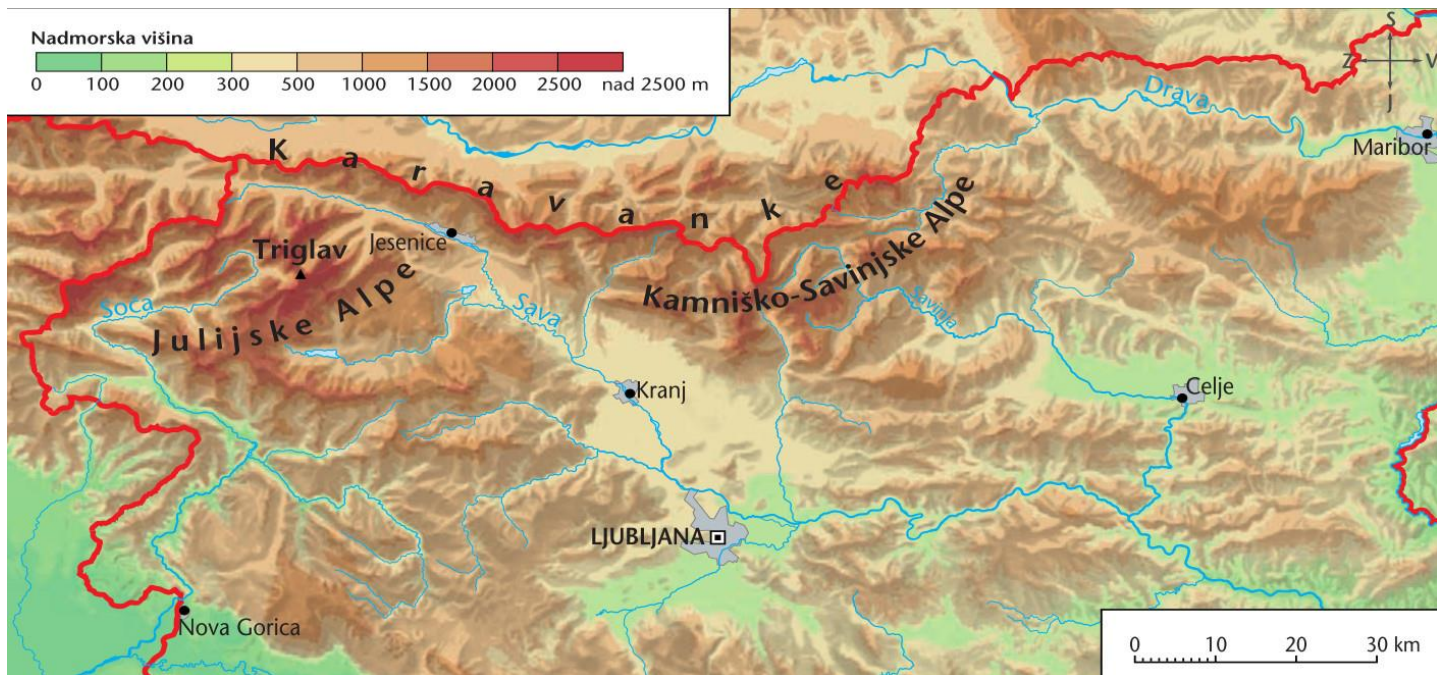 Nadmorska višina
0 100 200 300 500 1000 1500 2000 2500 nad 2500 m
S
Z V
J
Drava
Maribor
Karavanke
Jesenice
Triglav
Kamniško-Savinjske Alpe
Soča
Julijske Alpe
Sava
Savinja
Kranj
Celje
LJUBLJANA
Nova Gorica
0 10 20 30 km